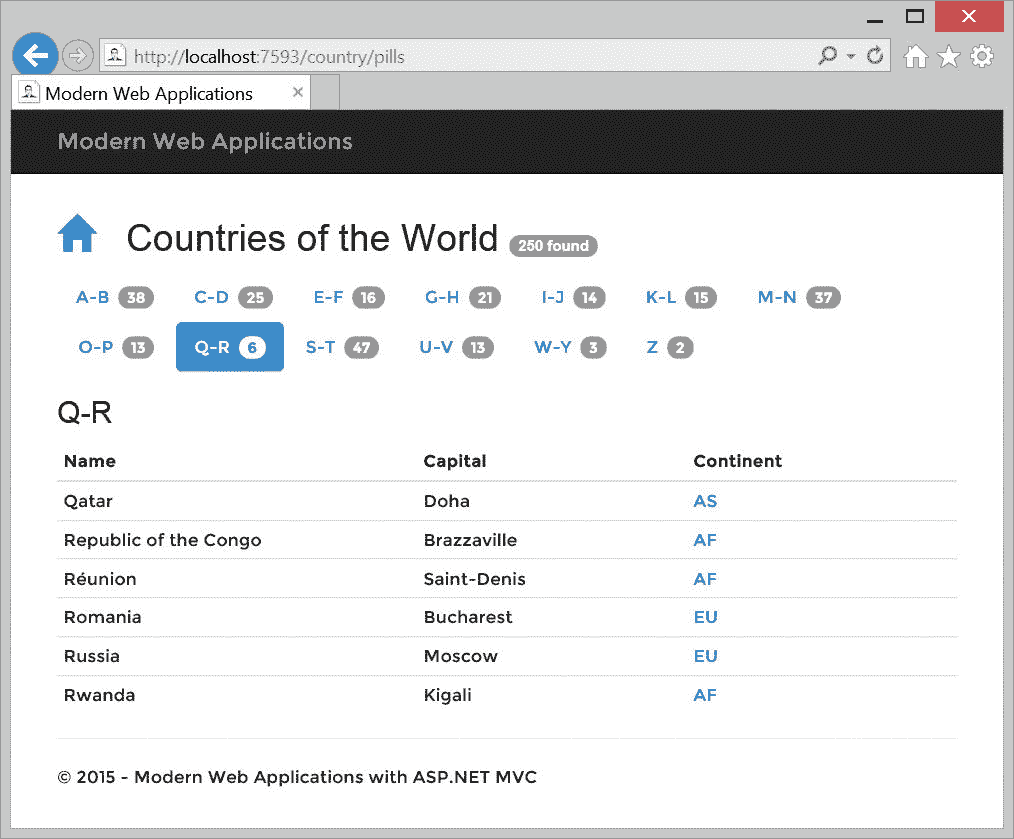 http://localhost:7593/country/pills
Modern Web Applications
Modern Web Applications
Countries of the World 250 found
A-B 38 C-D 25 E-F 16 G-H 21 I-J 14 K-L 15 M-N 37
O-P 13 Q-R 6 S-T 47 U-V 13 W-Y 3 Z 2
Q-R
Name Capital Continent
Qatar Doha AS
Republic of the Congo Brazzaville AF
Réunion Saint-Denis AF
Romania Bucharest EU
Russia Moscow EU
Rwanda Kigali AF
© 2015 - Modern Web Applications with ASP.NET MVC